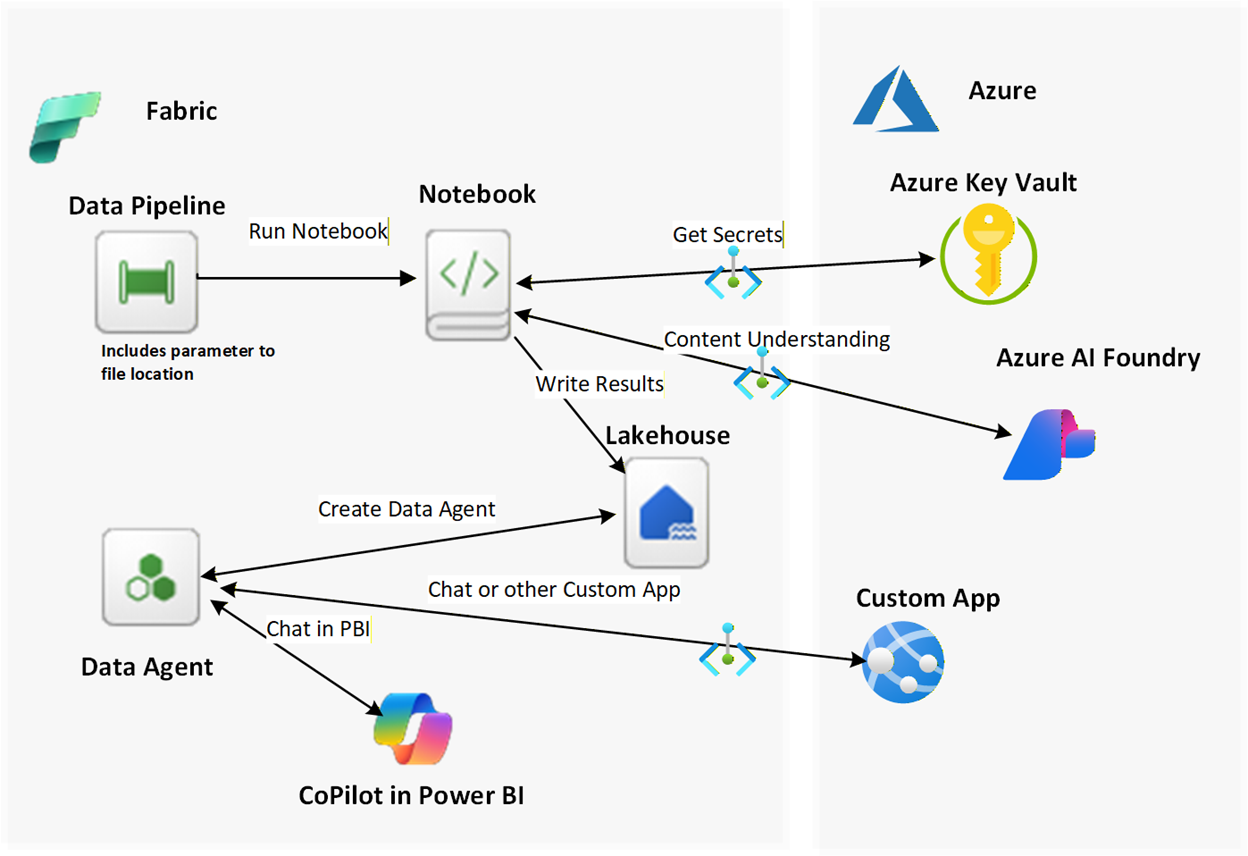 Fabric
Azure
Data Pipeline
Notebook
Azure Key Vault
Run Notebook
Get Secrets
Includes parameter to
file location
Content Understanding
Azure AI Foundry
Write Results
Lakehouse
Create Data Agent
Chat or other Custom App
Custom App
Chat in PBI
Data Agent
CoPilot in Power BI